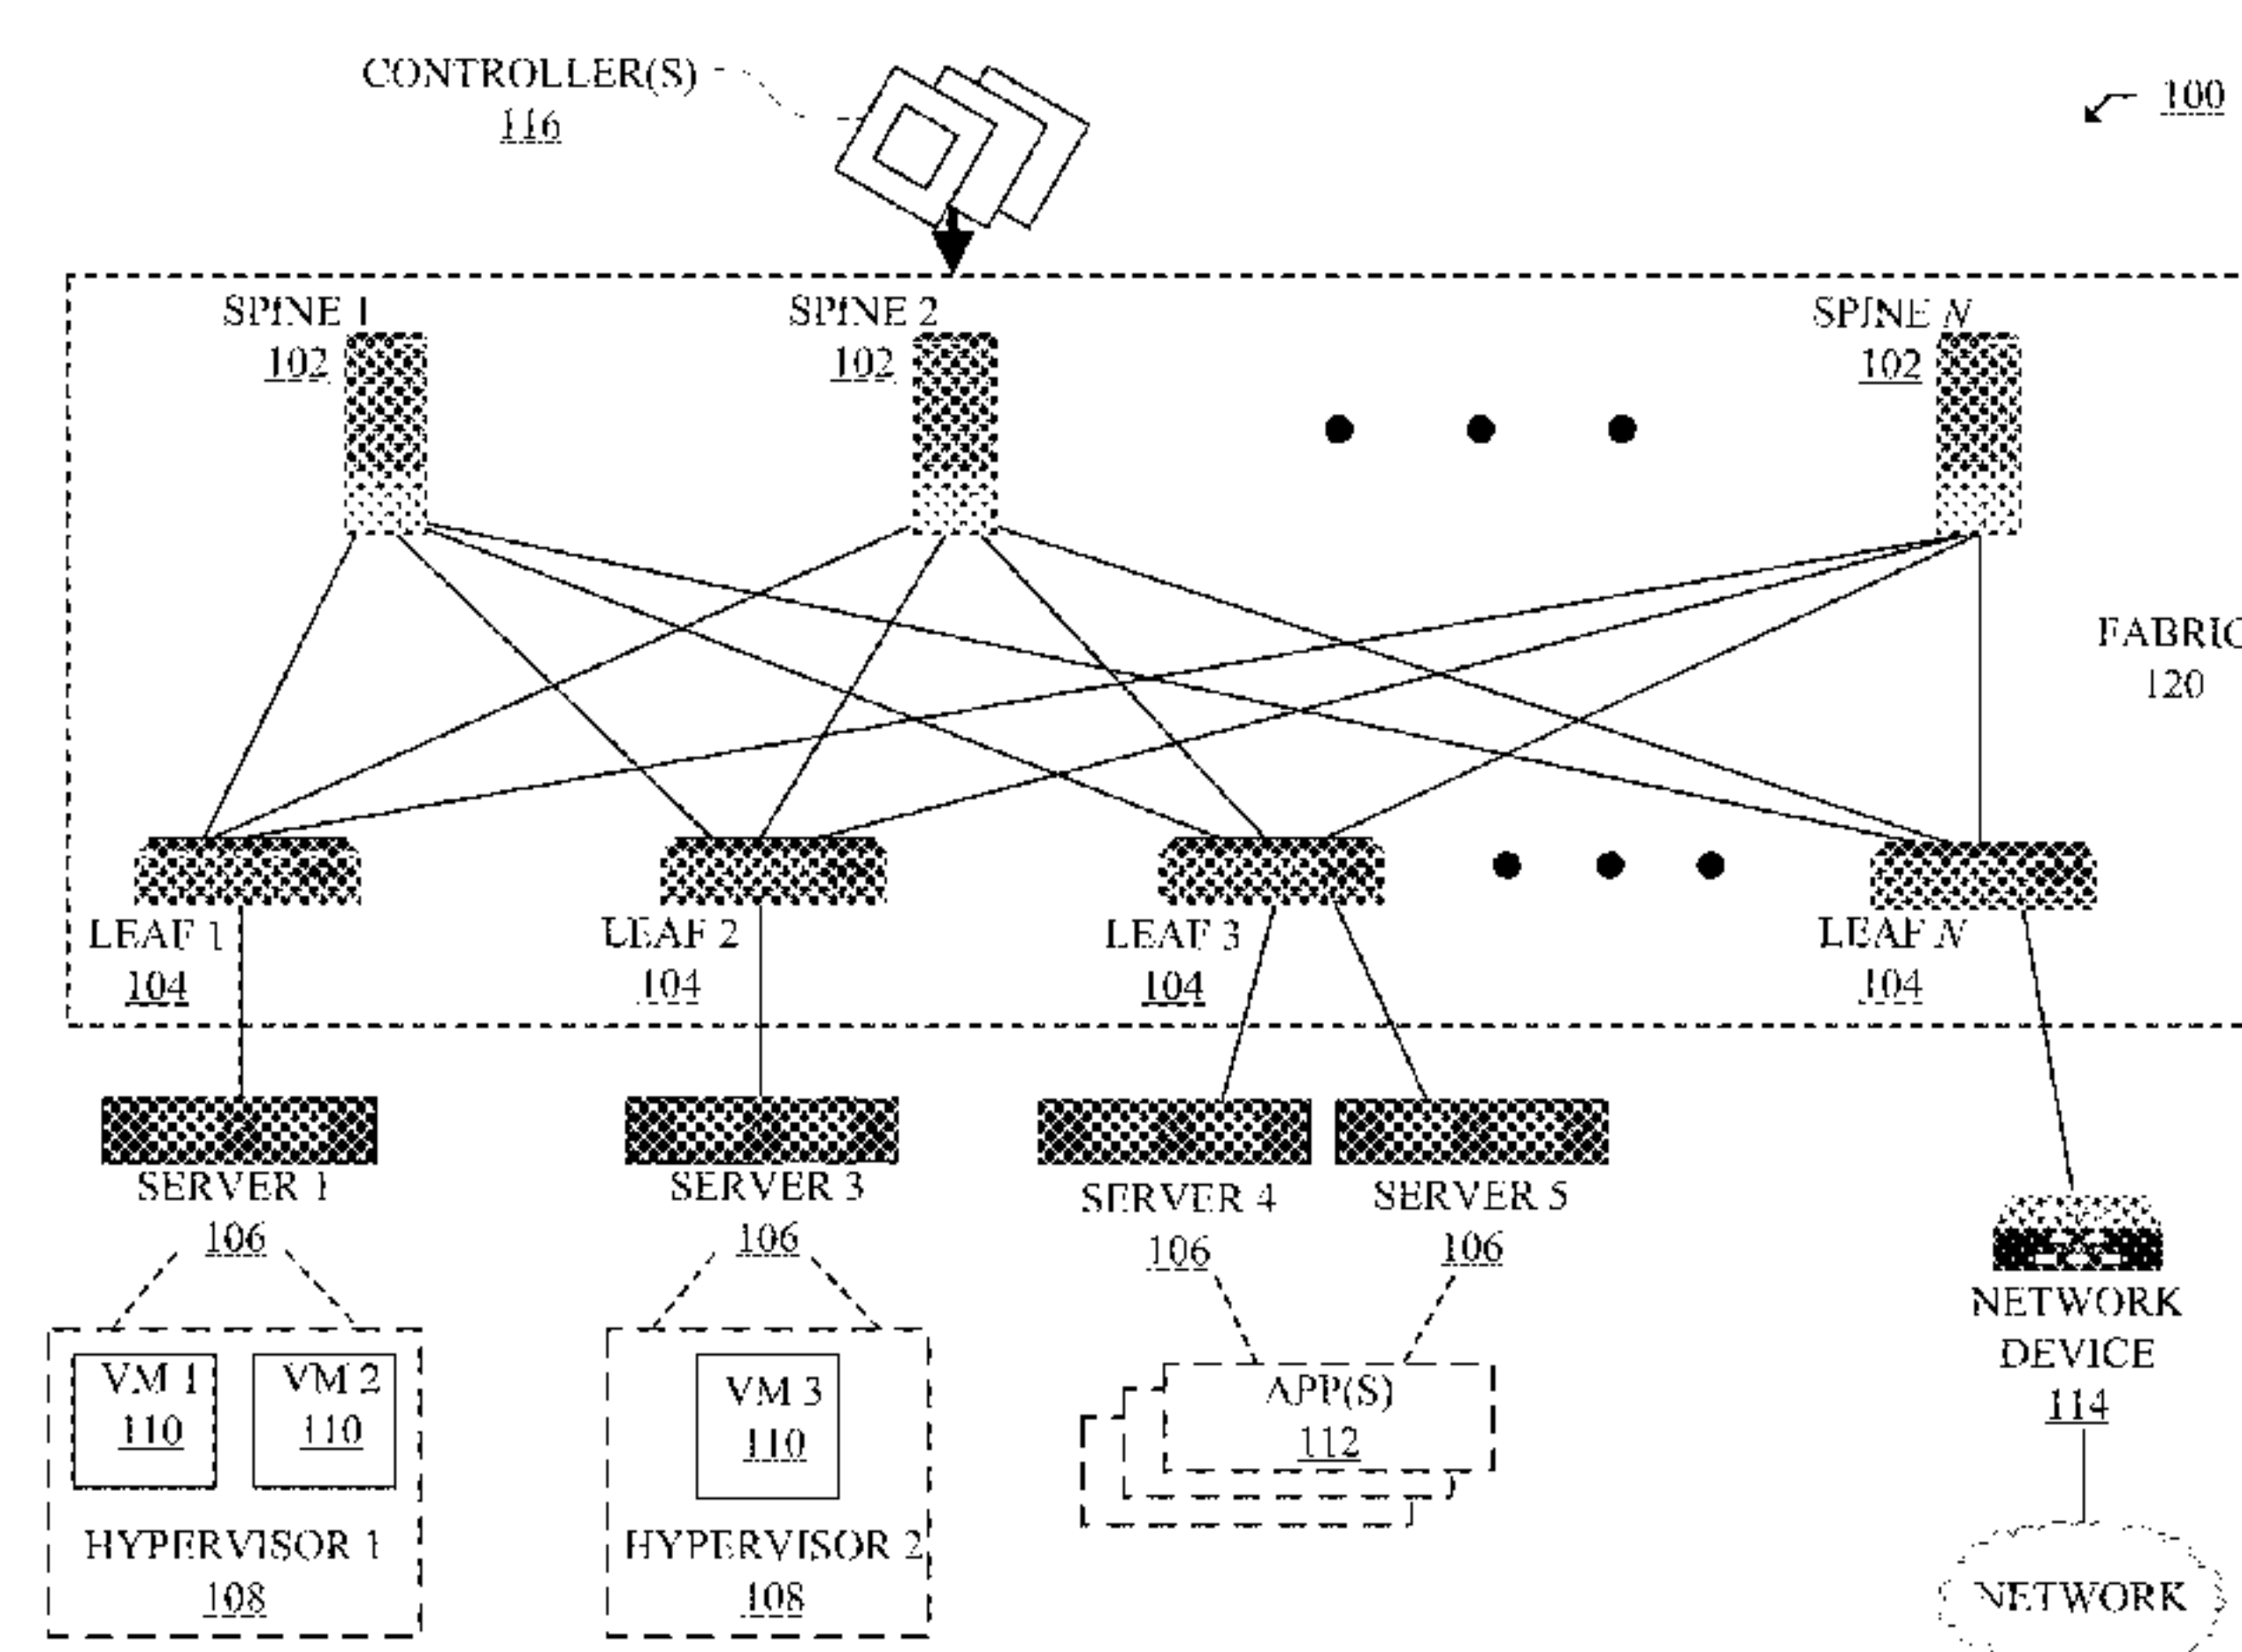 CONTROLLER(S)
116
100
SPINE 1
102
SPINE 2
102
SPINE N
102
FABRIC
120
LEAF 1
104
LEAF 2
104
LEAF 3
104
LEAF N
104
SERVER 1
106
SERVER 3
106
SERVER 4
106
SERVER 5
106
NETWORK
DEVICE
114
VM 1
110
VM 2
110
HYPERVISOR 1
108
VM 3
110
HYPERVISOR 2
108
APP(S)
112
NETWORK